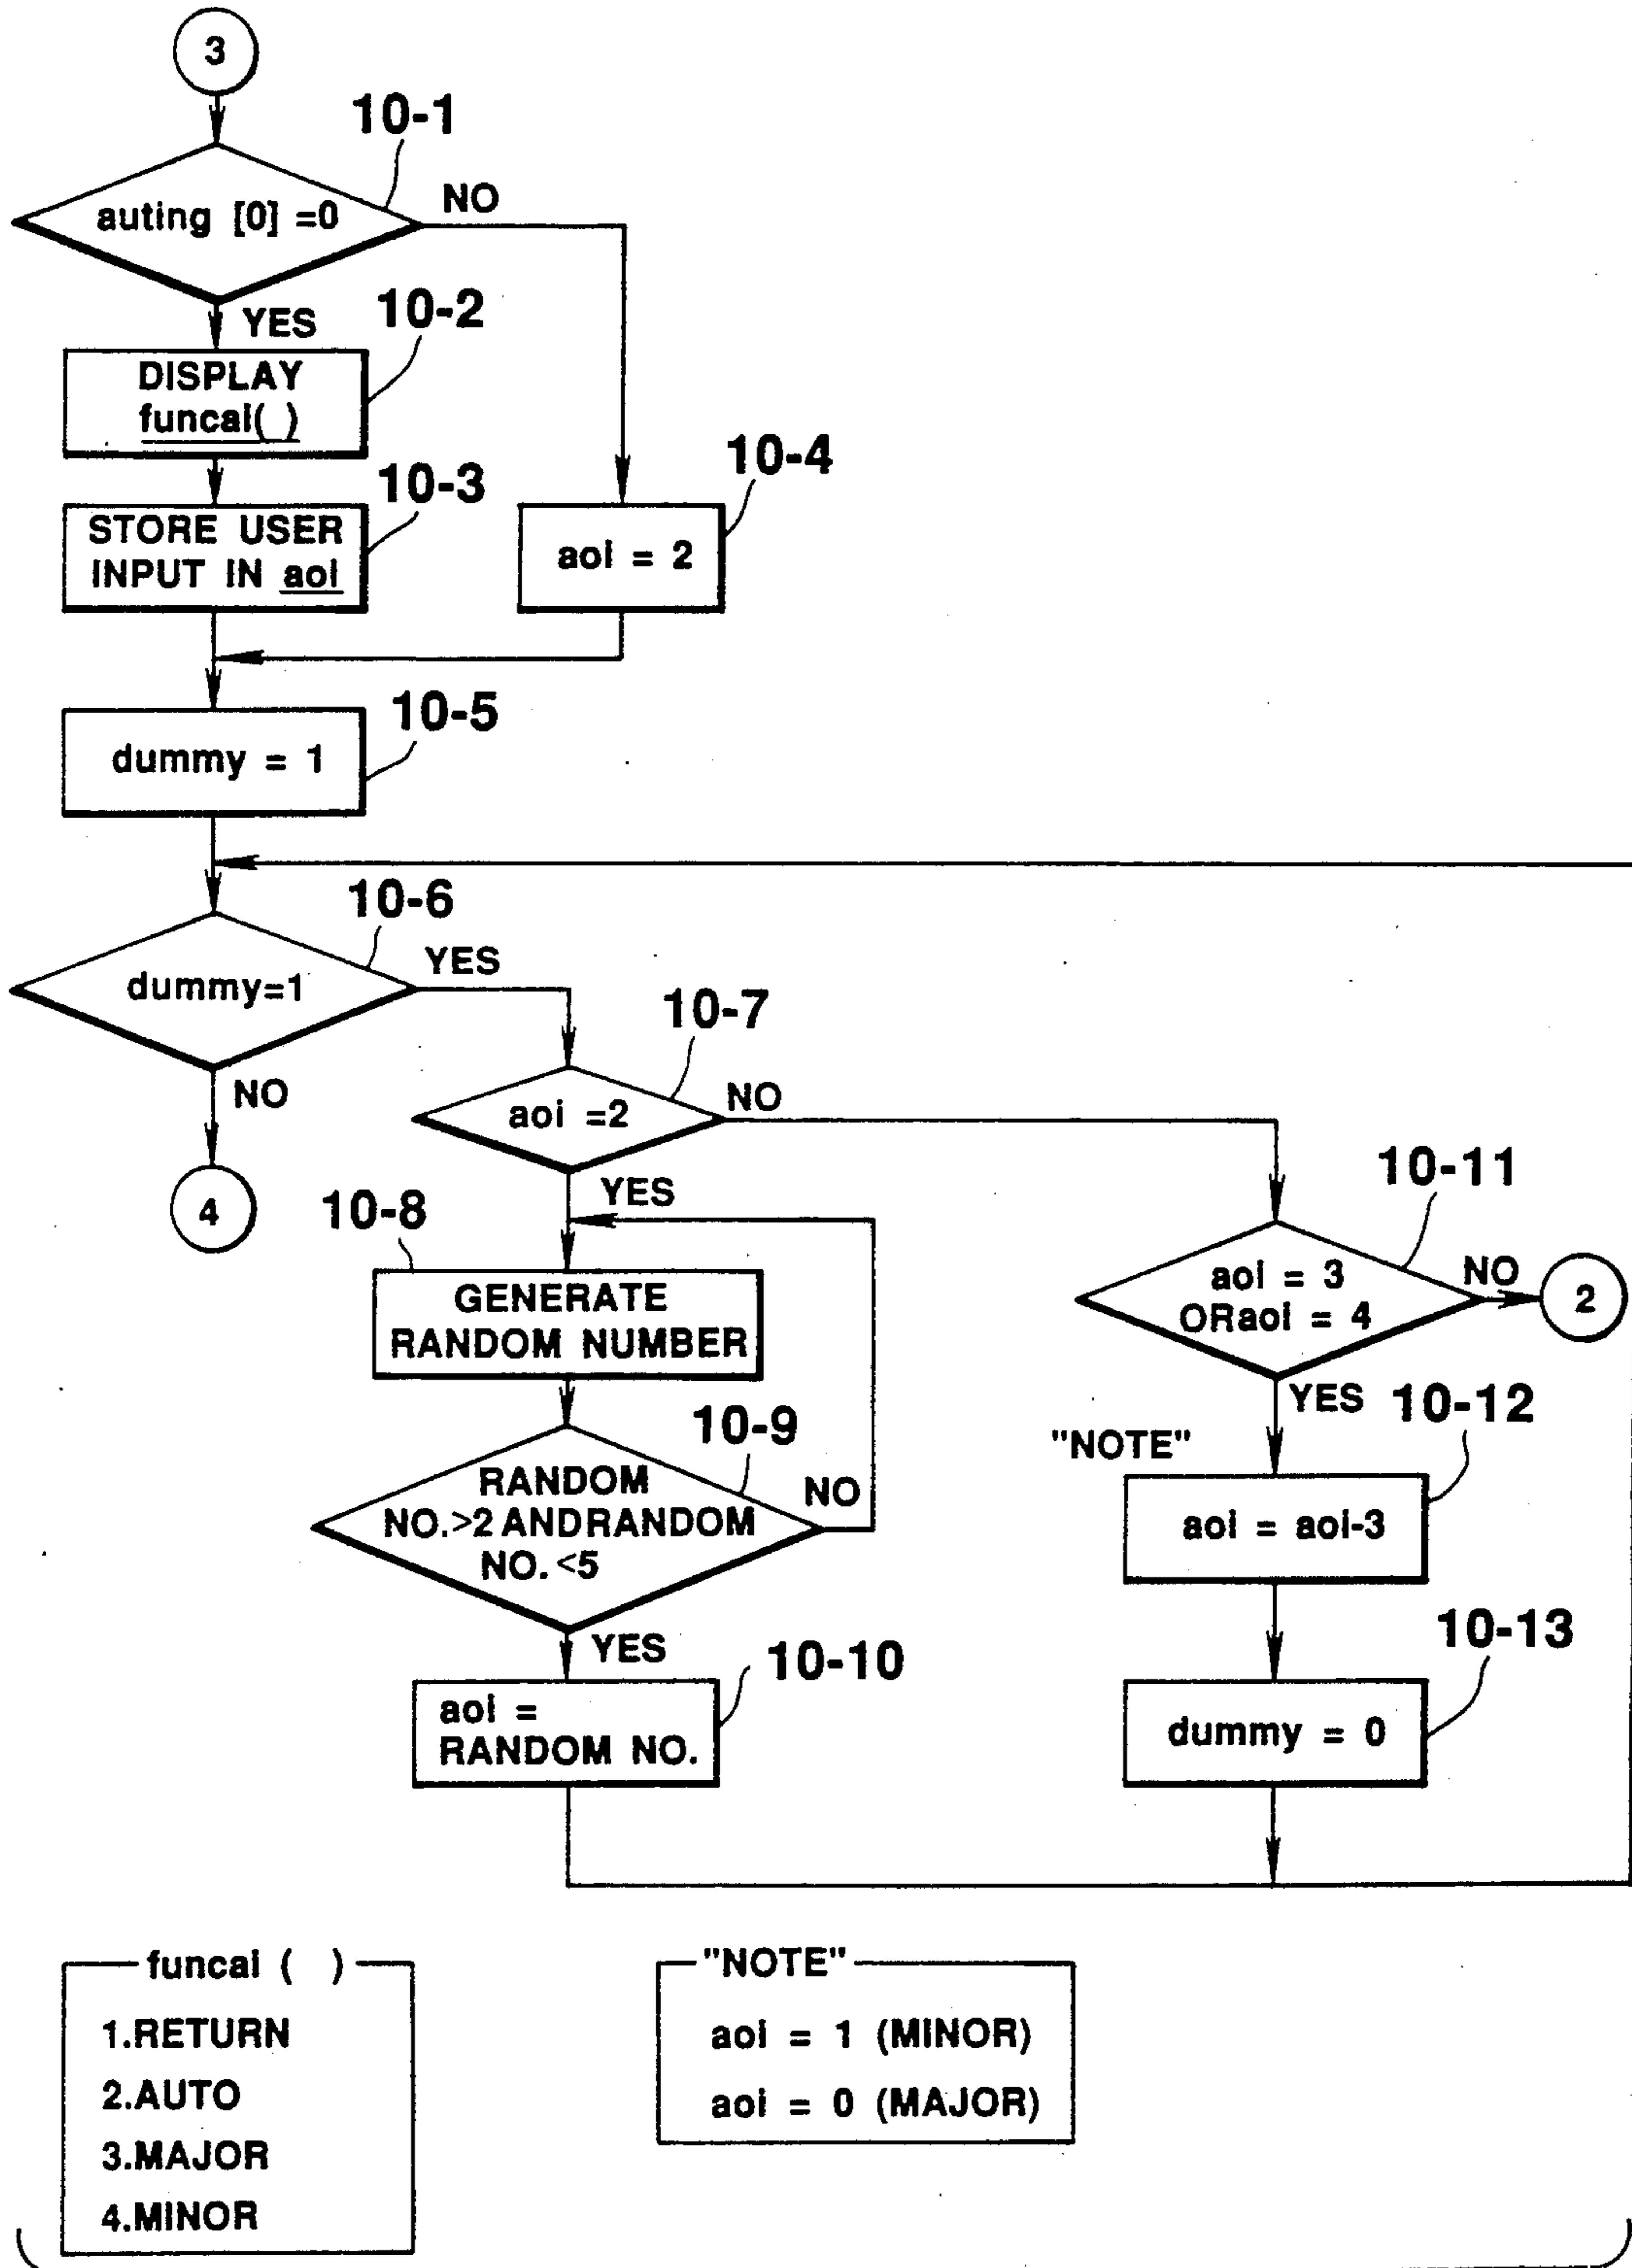 3
10-1
auting [0] =0
NO
YES
10-2
DISPLAY
funcal( )
10-3
STORE USER
INPUT IN aoi
10-4
aoi = 2
10-5
dummy = 1
10-6
dummy=1
YES
NO
4
10-7
aoi =2
NO
YES
10-8
GENERATE
RANDOM NUMBER
10-9
RANDOM
NO.>2 ANDRANDOM
NO.<5
NO
YES
10-10
aoi =
RANDOM NO.
10-11
aoi = 3
ORaoi = 4
NO
2
YES
10-12
"NOTE"
aoi = aoi-3
10-13
dummy = 0
funcal ( )
1.RETURN
2.AUTO
3.MAJOR
4.MINOR
"NOTE"
aoi = 1 (MINOR)
aoi = 0 (MAJOR)